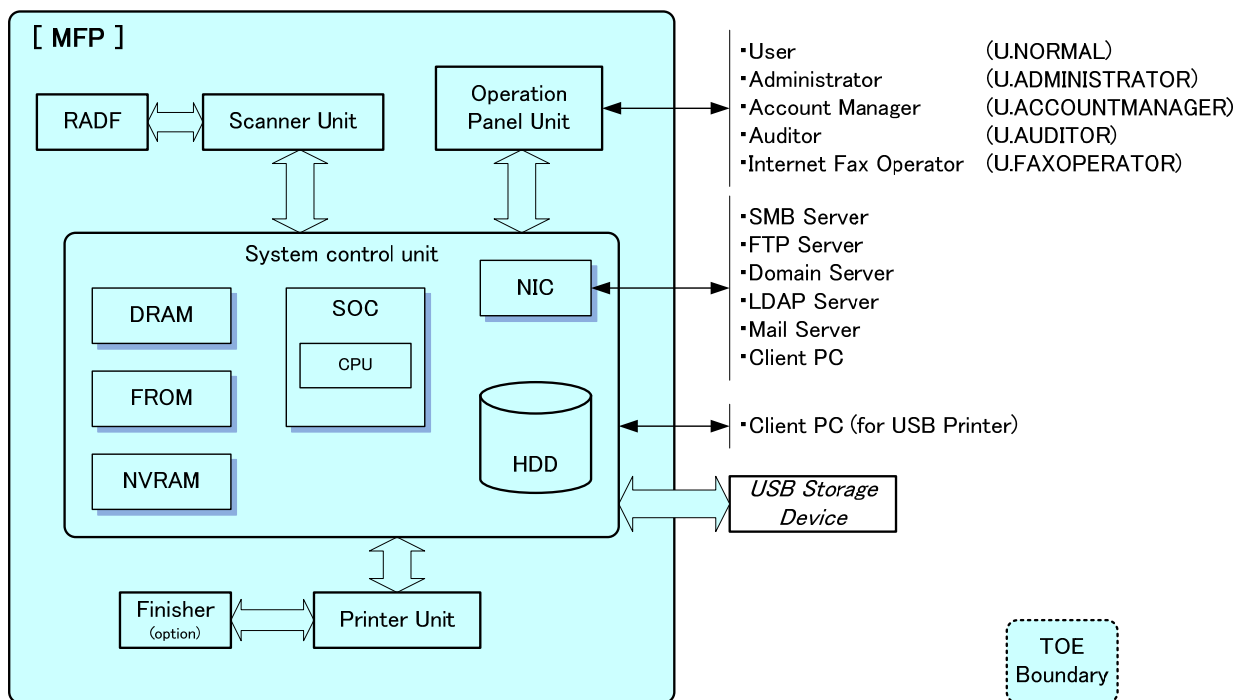 [ MFP ]
RADF
Scanner Unit
Operation
Panel Unit
▪User (U.NORMAL)
▪Administrator (U.ADMINISTRATOR)
▪Account Manager (U.ACCOUNTMANAGER)
▪Auditor (U.AUDITOR)
▪Internet Fax Operator (U.FAXOPERATOR)
System control unit
DRAM
FROM
NVRAM
SOC
CPU
NIC
HDD
▪SMB Server
▪FTP Server
▪Domain Server
▪LDAP Server
▪Mail Server
▪Client PC
▪Client PC (for USB Printer)
USB Storage
Device
Finisher
(option)
Printer Unit
TOE
Boundary